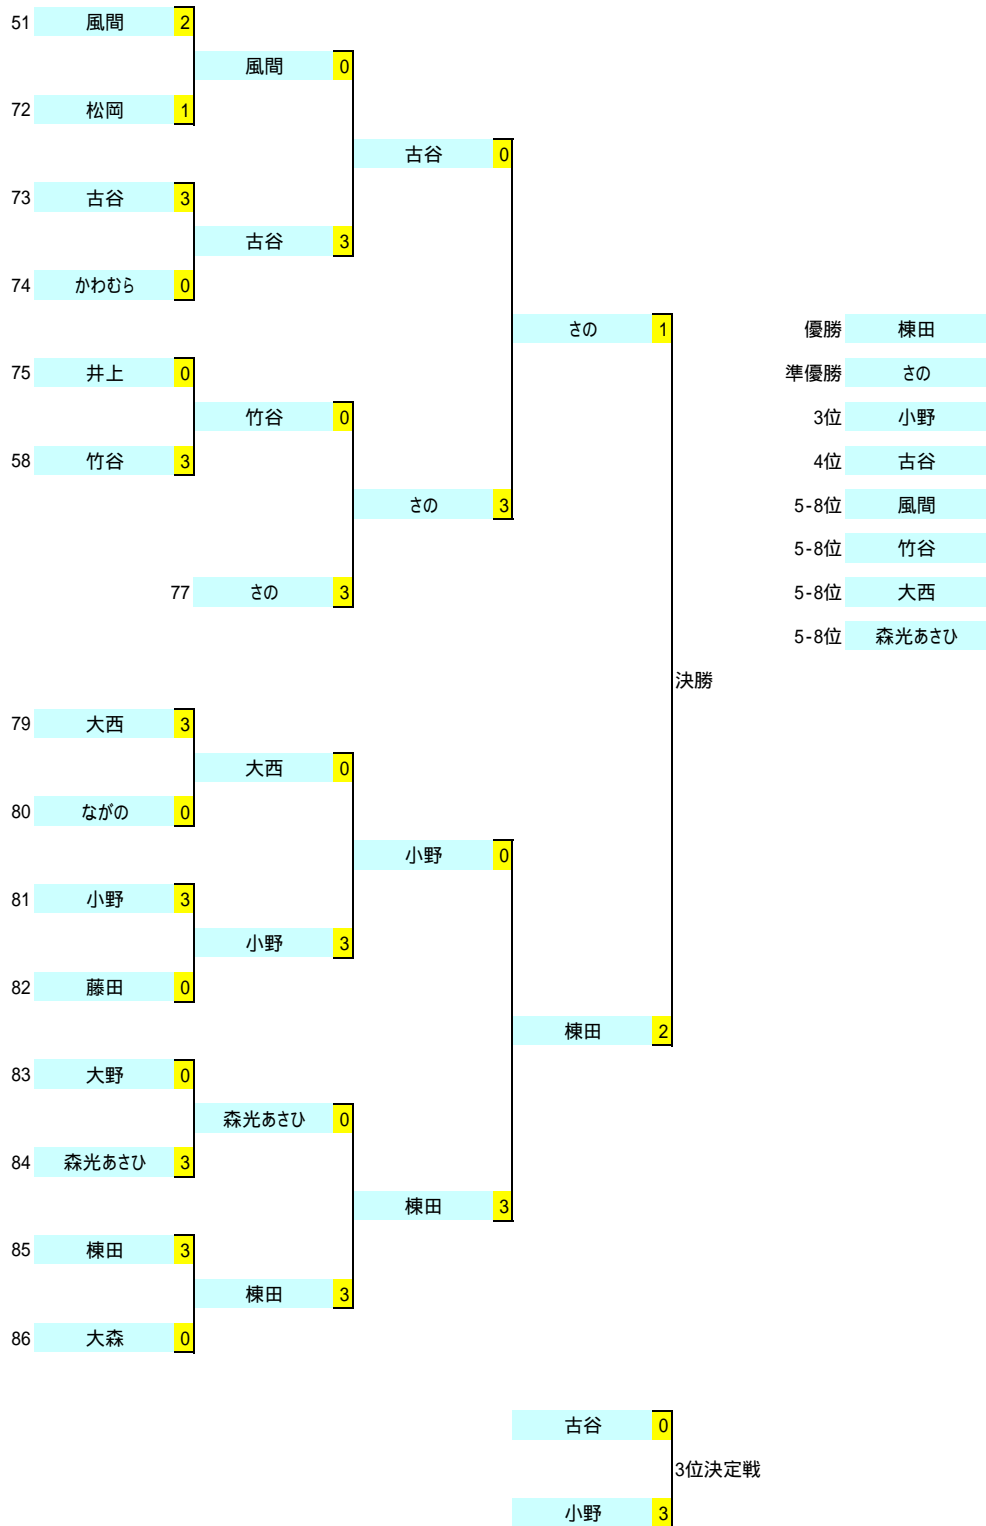 51 風間 2
風間 0
72 松岡 1
古谷 0
73 古谷 3
古谷 3
74 かわむら 0
さの 1
優勝 棟田
75 井上 0
準優勝 さの
竹谷 0
3位 小野
58 竹谷 3
4位 古谷
さの 3
5-8位 風間
5-8位 竹谷
77 さの 3
5-8位 大西
5-8位 森光あさひ
決勝
79 大西 3
大西 0
80 ながの 0
小野 0
81 小野 3
小野 3
82 藤田 0
棟田 2
83 大野 0
森光あさひ 0
84 森光あさひ 3
棟田 3
85 棟田 3
棟田 3
86 大森 0
古谷 0
3位決定戦
小野 3